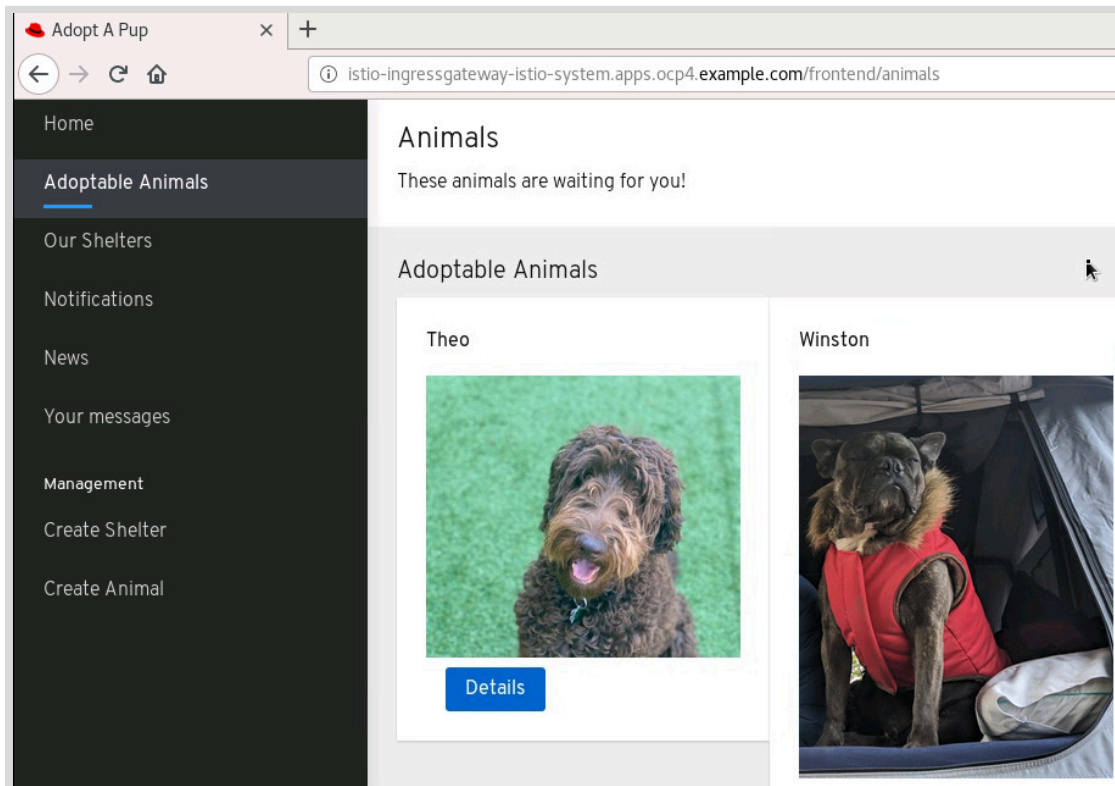 Adopt A Pup
istio-ingressgateway-istio-system.apps.ocp4.example.com/frontend/animals
Home
Adoptable Animals
Our Shelters
Notifications
News
Your messages
Management
Create Shelter
Create Animal
Animals
These animals are waiting for you!
Adoptable Animals
Theo
Details
Winston